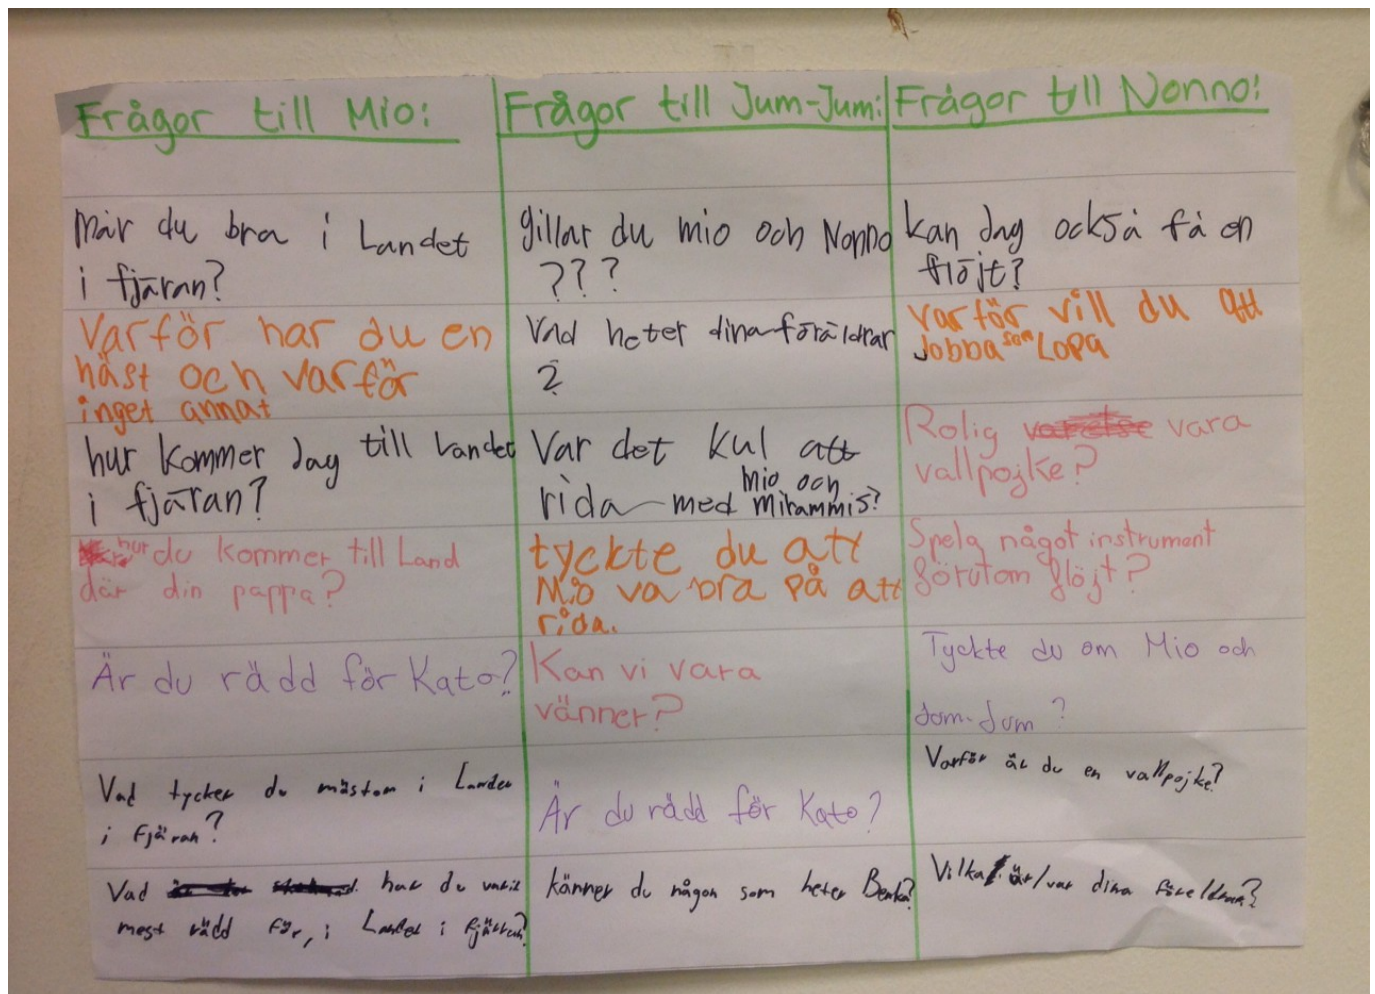 Frågor till Mio:
mår du bra i Landet
i fjäran?
Varför har du en
häst och varför
inget annat
hur kommer Jag till Landet
i fjäran?
hur du kommer till Land
där din pappa?
Är du rädd för Kato?
Vad tycker du mästom i Landet
i Fjäran?
Vad har du varit
mest rädd för, i Landet i fjärran?
Frågor till Jum-Jum:
gillar du mio och Nonno
???
Vad heter dina föräldrar
?
Var det kul att
rida med mio och
mirammis?
tyckte du att
Mio va bra på att
rida.
Kan vi vara
vänner?
Är du rädd för Kato?
känner du någon som heter Benka?
Frågor till Nonno:
kan Jag också få en
flöjt?
varför vill du att
Jobba som Lopa
Rolig vara
vallpojke?
Spela något instrument
förutom flöjt?
Tyckte du om Mio och
Jom-Jom?
Varför är du en vallpojke?
Vilka är/var dina föreldrar?